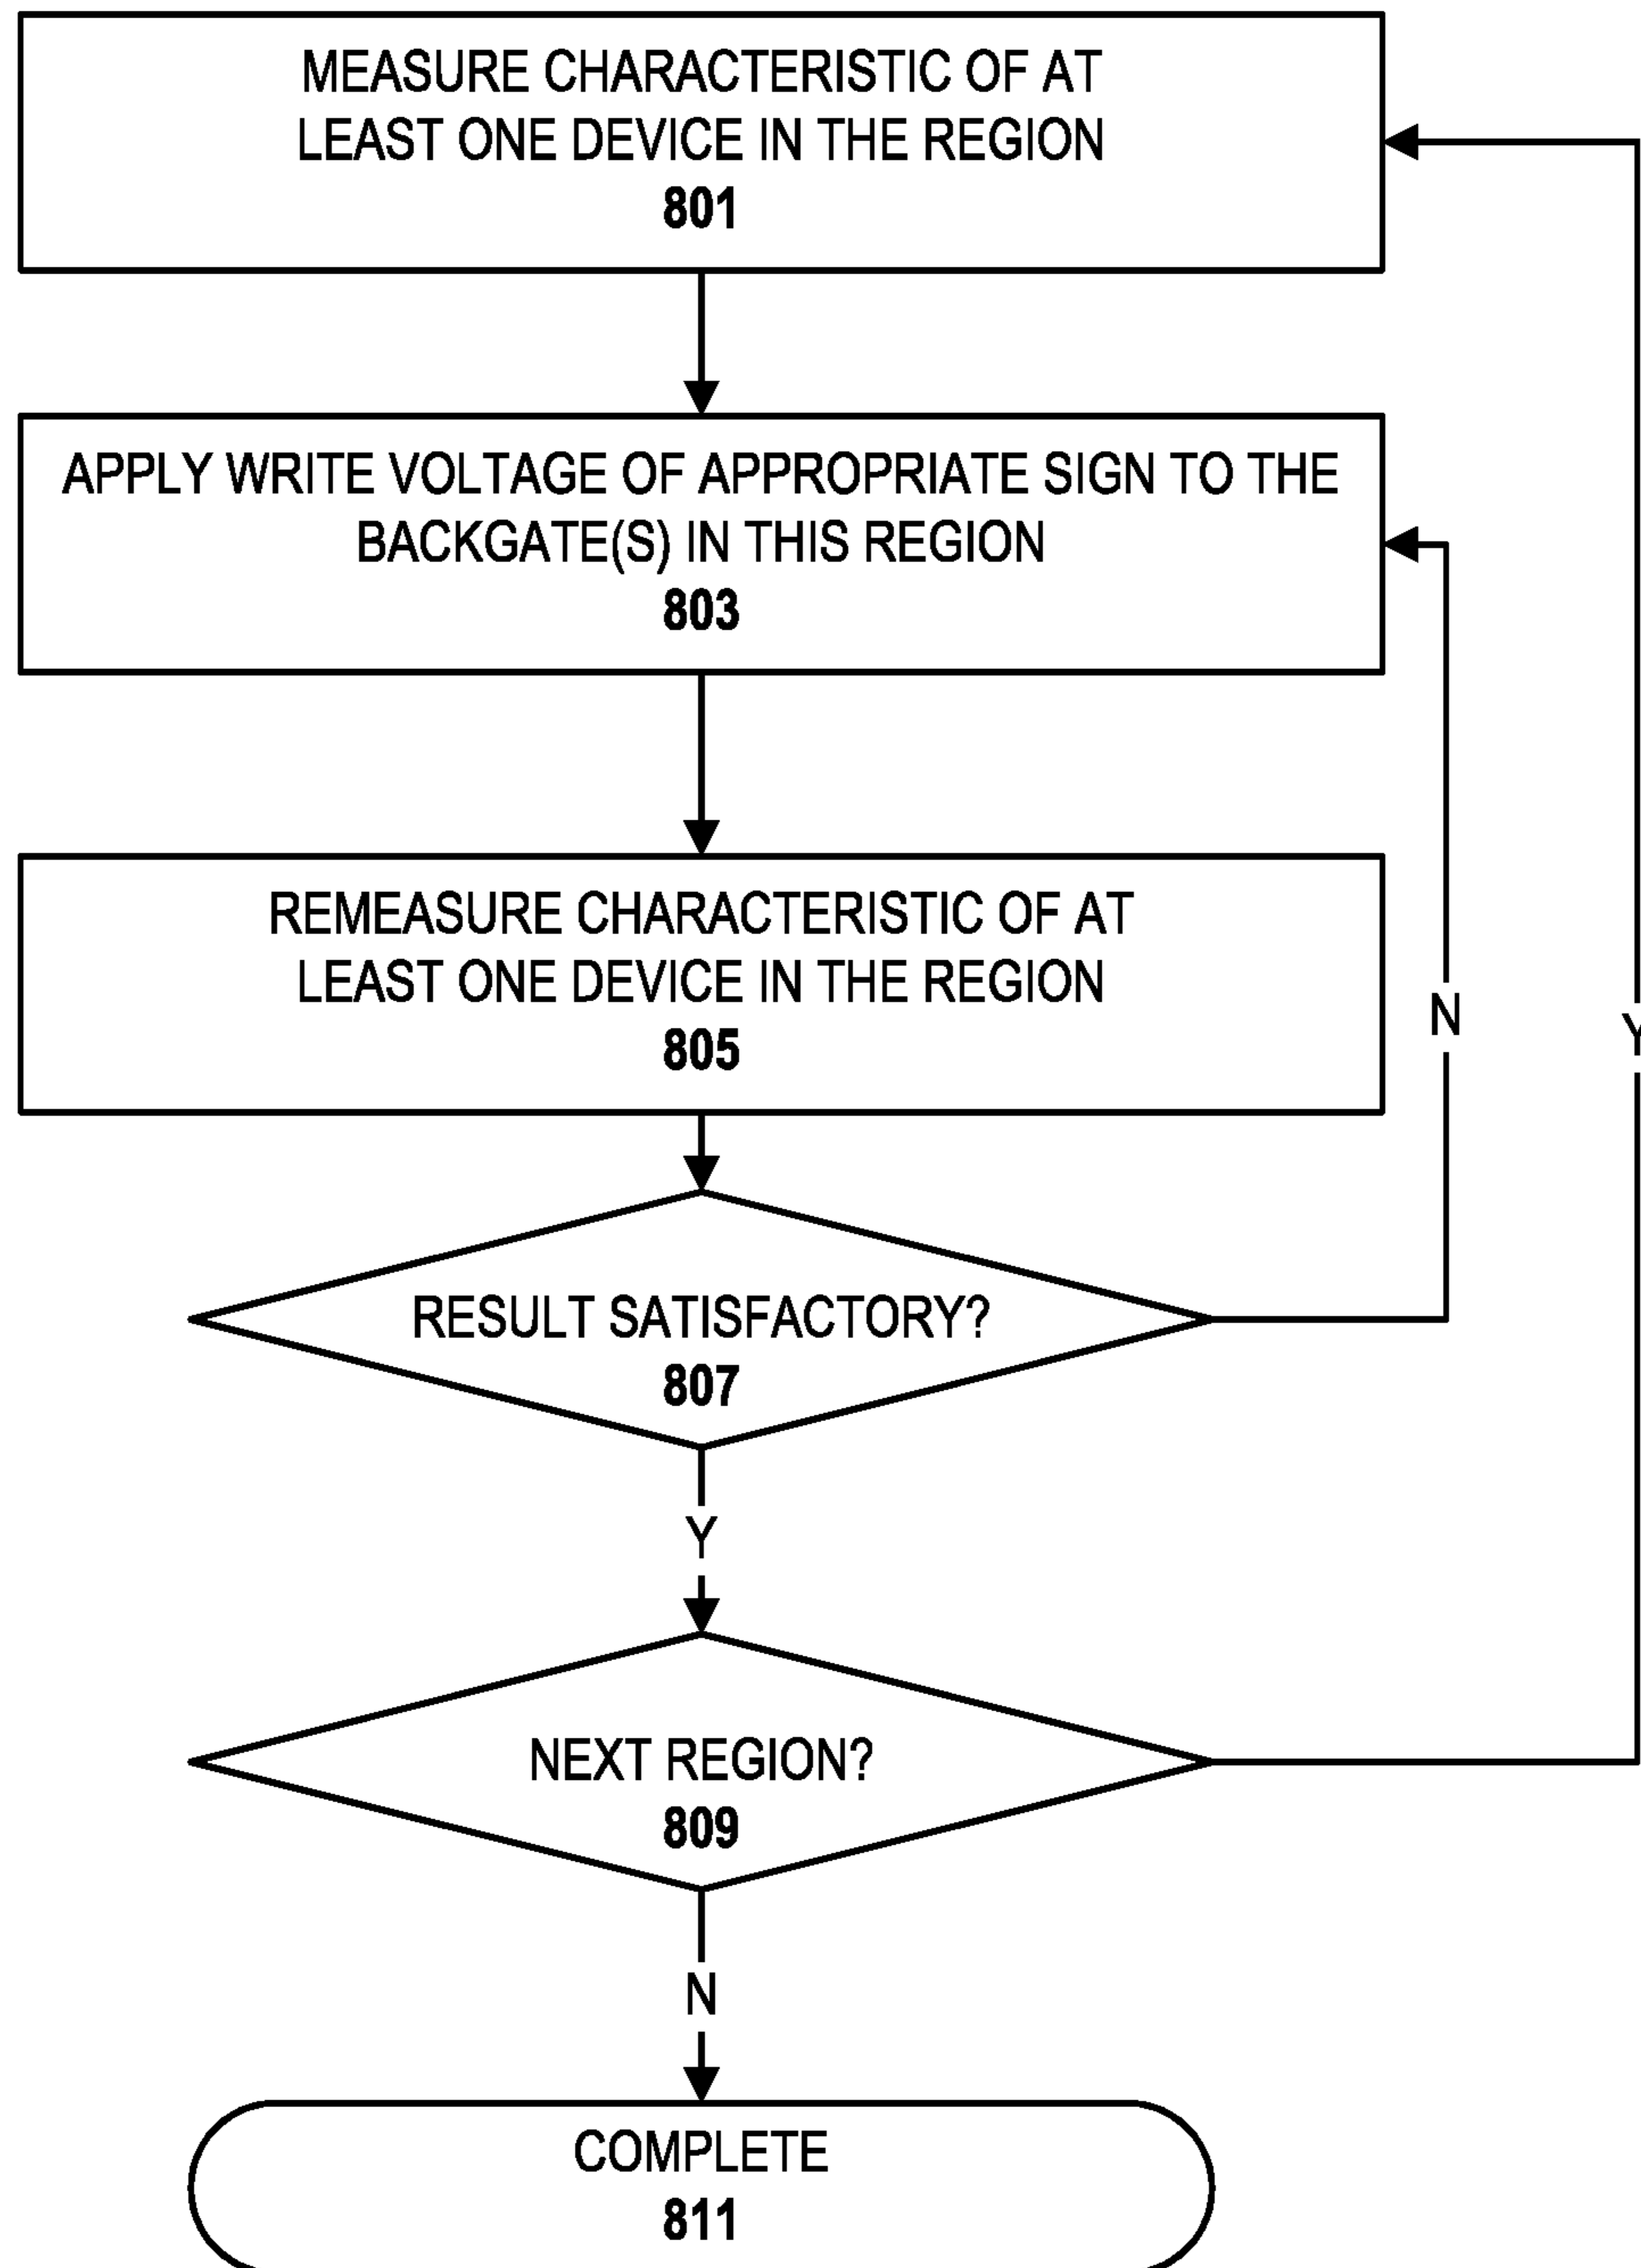 MEASURE CHARACTERISTIC OF AT
LEAST ONE DEVICE IN THE REGION
801
APPLY WRITE VOLTAGE OF APPROPRIATE SIGN TO THE
BACKGATE(S) IN THIS REGION
803
REMEASURE CHARACTERISTIC OF AT
LEAST ONE DEVICE IN THE REGION
805
N
Y
RESULT SATISFACTORY?
807
Y
NEXT REGION?
809
N
COMPLETE
811